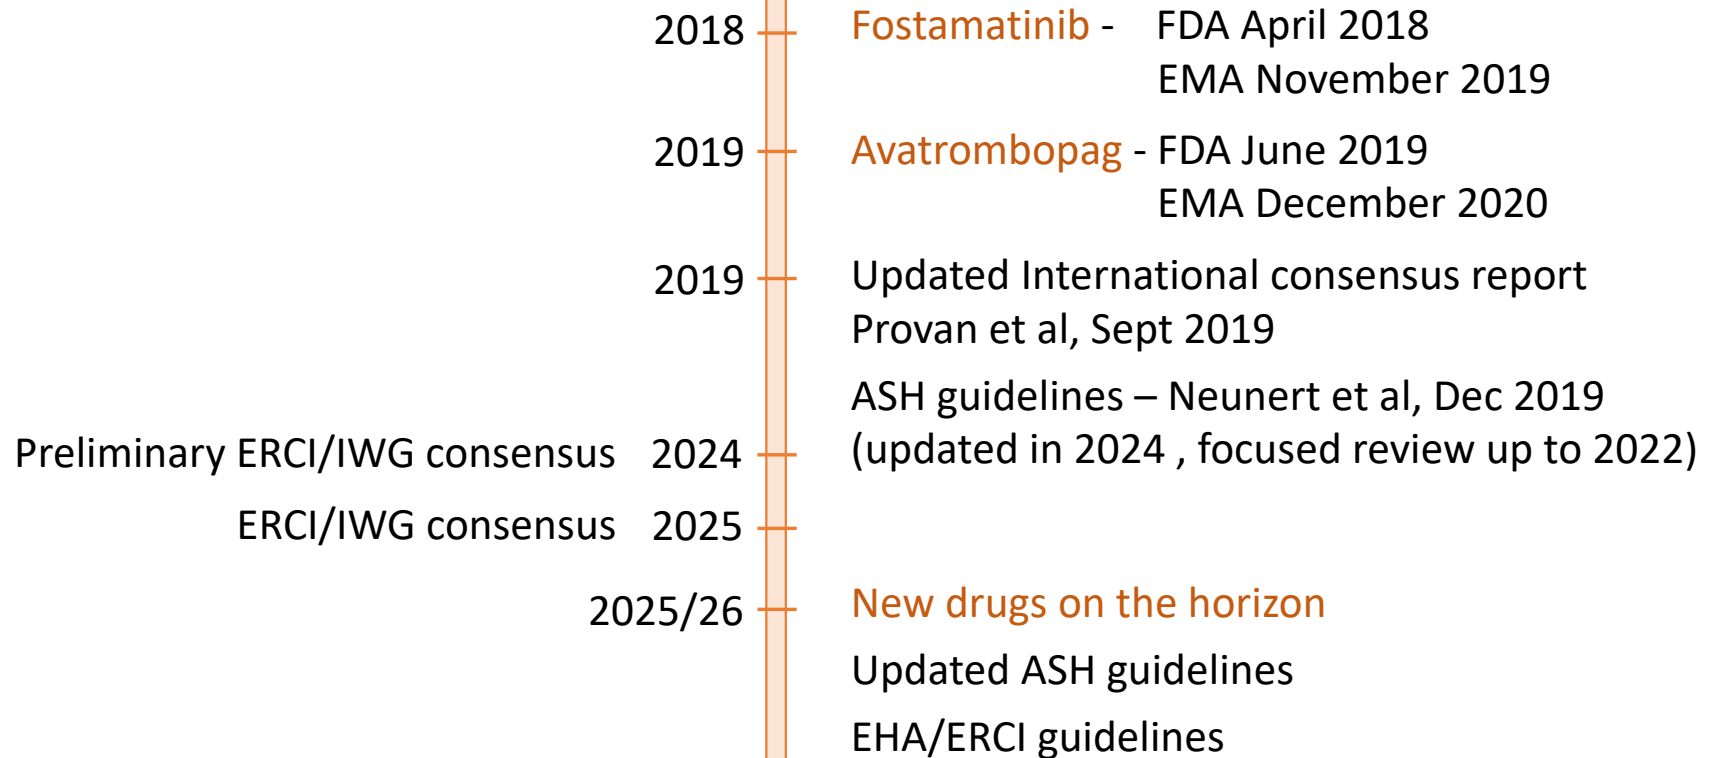 2018 Fostamatinib - FDA April 2018
EMA November 2019
2019 Avatrombopag - FDA June 2019
EMA December 2020
2019 Updated International consensus report
Provan et al, Sept 2019
ASH guidelines – Neunert et al, Dec 2019
(updated in 2024 , focused review up to 2022)
Preliminary ERCI/IWG consensus 2024
ERCI/IWG consensus 2025
2025/26 New drugs on the horizon
Updated ASH guidelines
EHA/ERCI guidelines